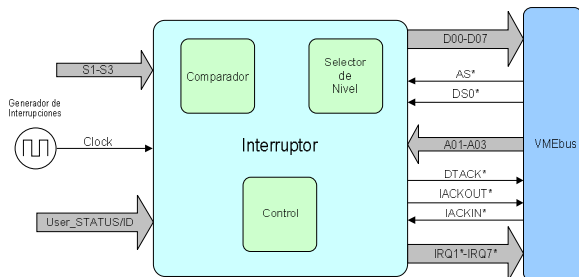 D00-D07
Comparador
Selector
de
Nivel
S1-S3
AS*
DS0*
Generador de
Interrupciones
Clock
Interruptor
A01-A03
VMEbus
DTACK*
IACKOUT*
IACKIN*
Control
User_STATUS/ID
IRQ1*-IRQ7*